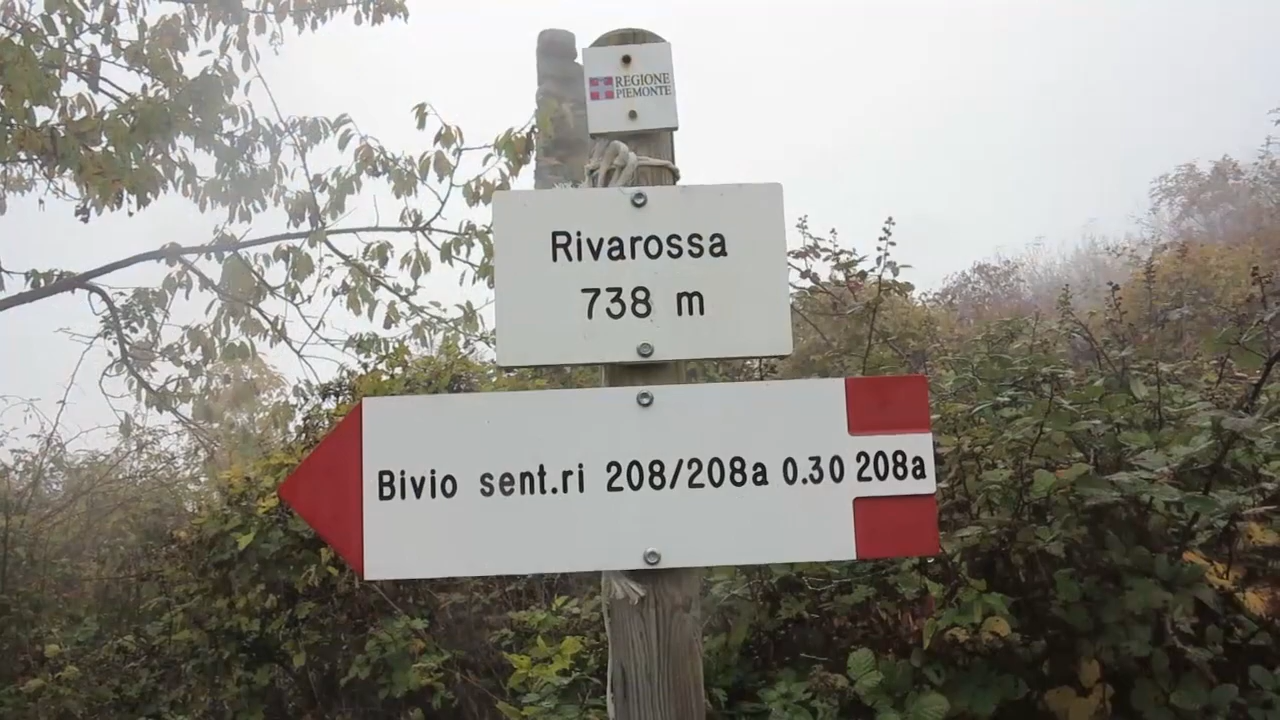 REGIONE
PIEMONTE
Rivarossa
738 m
Bivio sent.ri 208/208a 0.30 208a